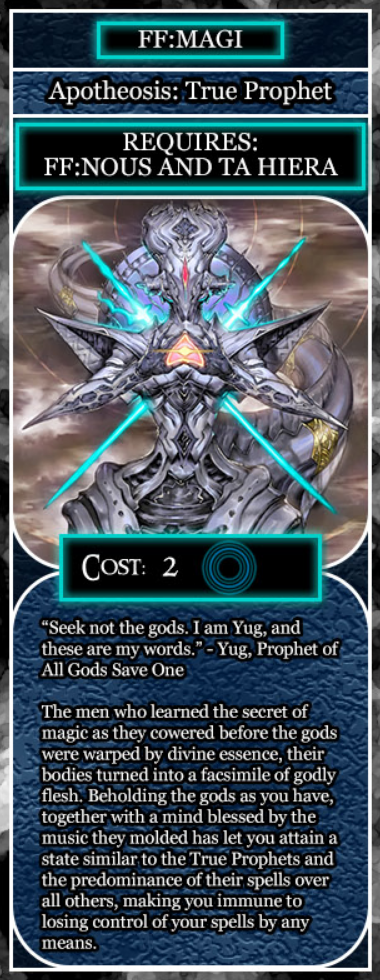 FF:MAGI
Apotheosis: True Prophet
REQUIRES:
FF:NOUS AND TA HIERA
COST: 2
“Seek not the gods. I am Yug, and
these are my words.” - Yug, Prophet of
All Gods Save One
The men who learned the secret of
magic as they cowered before the gods
were warped by divine essence, their
bodies turned into a facsimile of godly
flesh. Beholding the gods as you have,
together with a mind blessed by the
music they molded has let you attain a
state similar to the True Prophets and
the predominance of their spells over
all others, making you immune to
losing control of your spells by any
means.